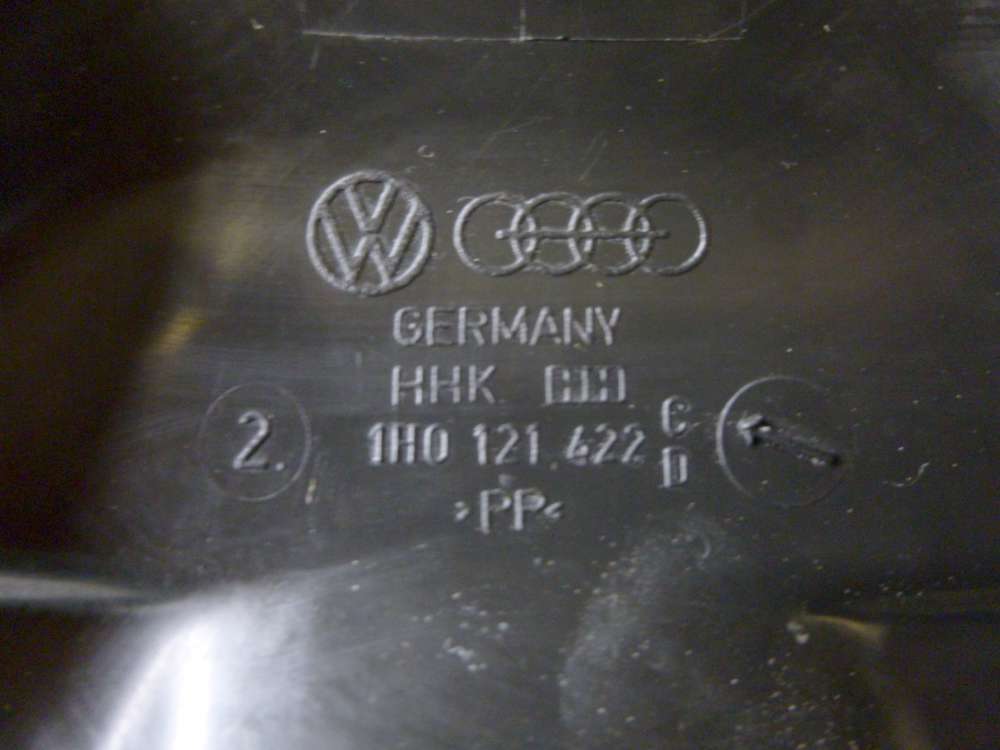 GERMANY
HHK
2. 1H0 121 422 C D
>PP<